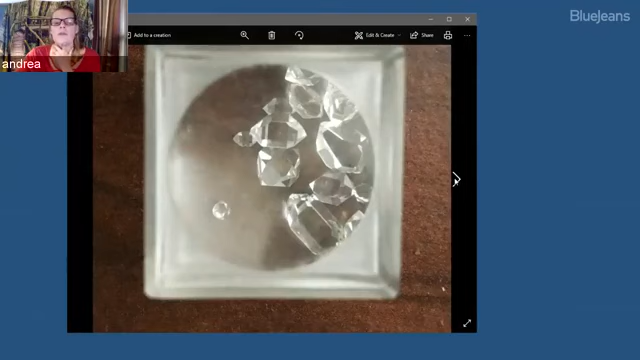 BlueJeans
Add to a creation
Edit & Create
Share
andrea